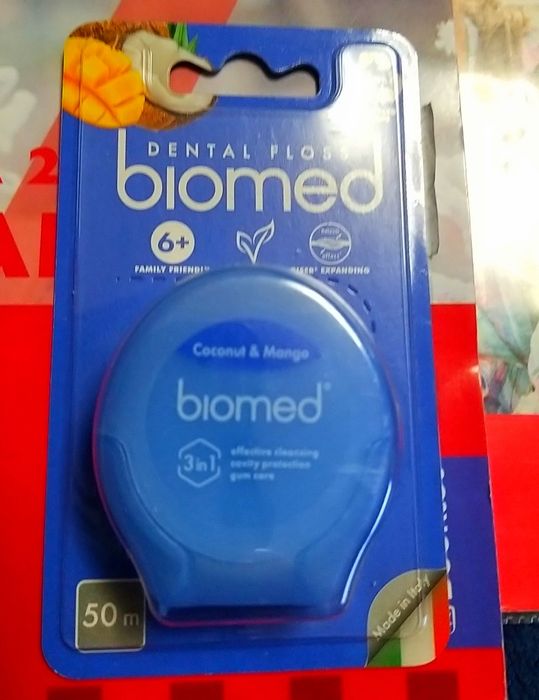 DENTAL FLOSS
biomed
6+
FAMILY FRIENDLY
EXPANDING
Coconut & Mango
biomed®
3 in 1
effective cleansing
cavity protection
gum care
50 m
Made in Italy